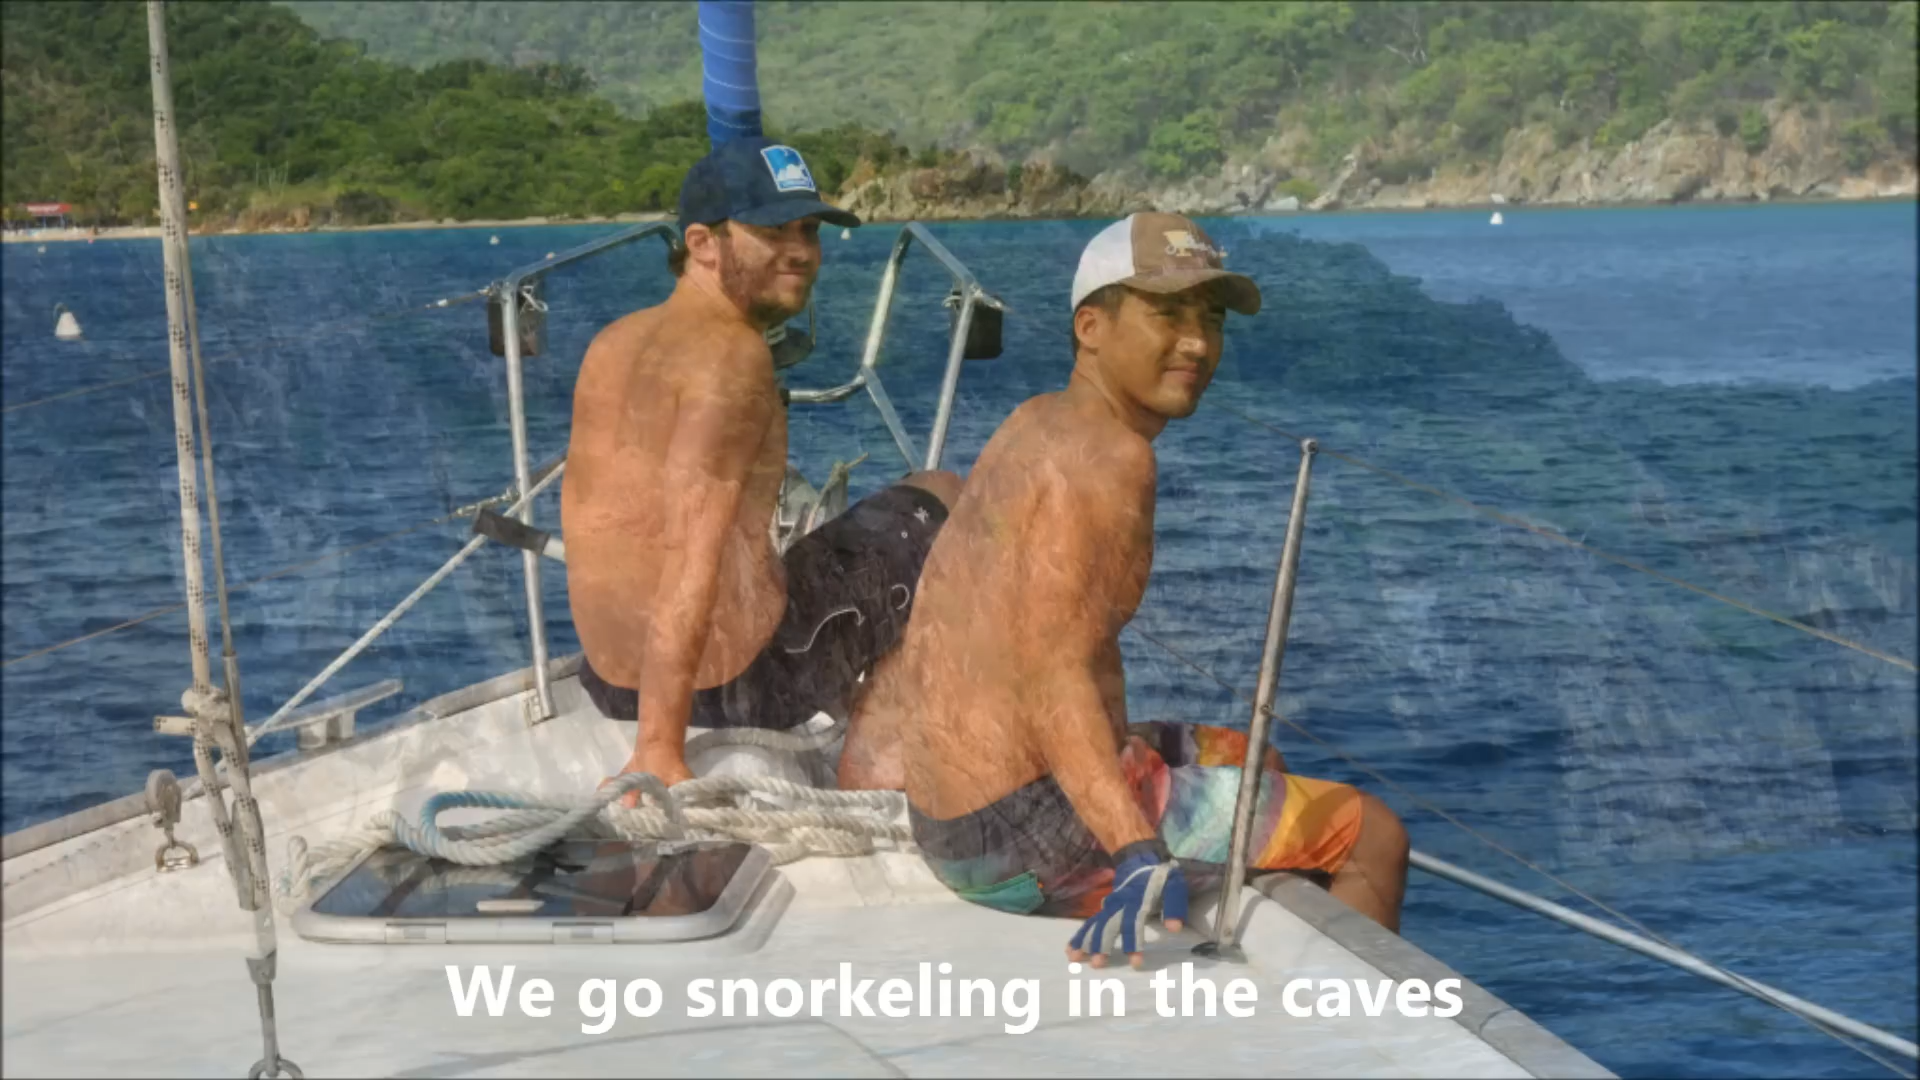 We go snorkeling in the caves